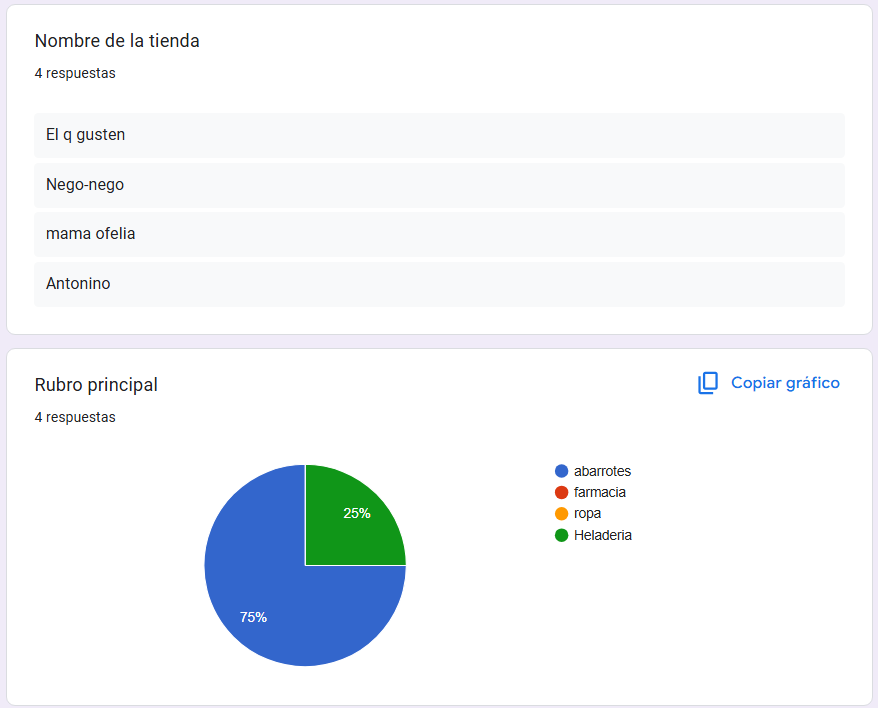 Nombre de la tienda
4 respuestas
El q gusten
Nego-nego
mama ofelia
Antonino
Rubro principal
Copiar gráfico
4 respuestas
25%
75%
abarrotes
farmacia
ropa
Heladeria